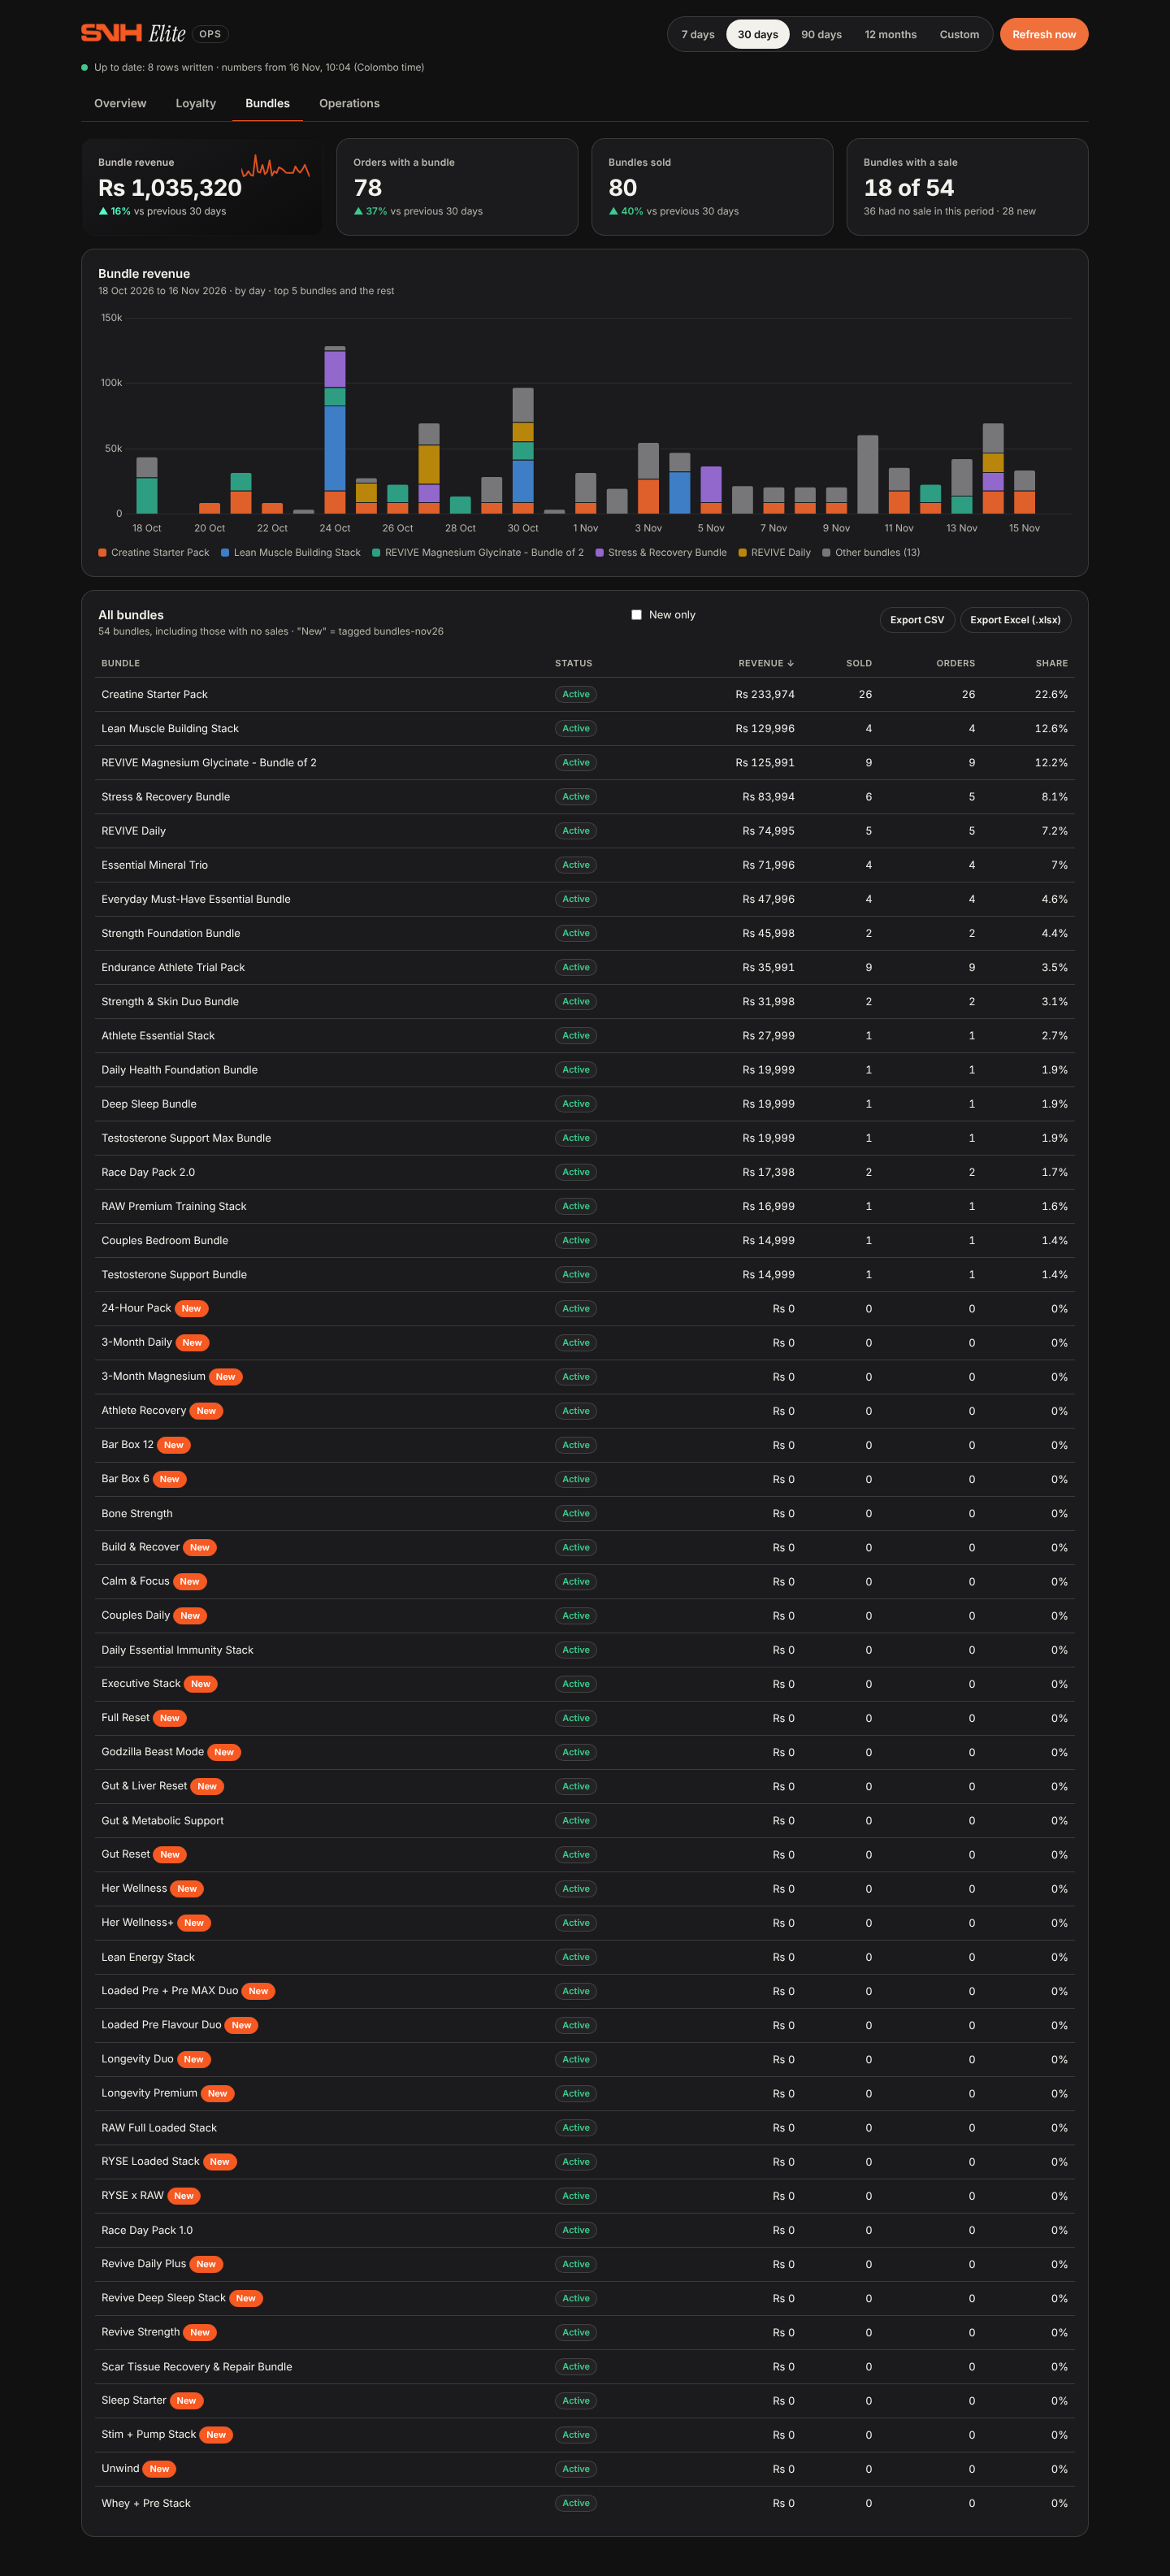 SNH Elite OPS
7 days 30 days 90 days 12 months Custom Refresh now
Up to date: 8 rows written · numbers from 16 Nov, 10:04 (Colombo time)
Overview Loyalty Bundles Operations
Bundle revenue
Rs 1,035,320
▲ 16% vs previous 30 days
Orders with a bundle
78
▲ 37% vs previous 30 days
Bundles sold
80
▲ 40% vs previous 30 days
Bundles with a sale
18 of 54
36 had no sale in this period · 28 new
Bundle revenue
18 Oct 2026 to 16 Nov 2026 · by day · top 5 bundles and the rest
150k
100k
50k
0
18 Oct 20 Oct 22 Oct 24 Oct 26 Oct 28 Oct 30 Oct 1 Nov 3 Nov 5 Nov 7 Nov 9 Nov 11 Nov 13 Nov 15 Nov
Creatine Starter Pack Lean Muscle Building Stack REVIVE Magnesium Glycinate - Bundle of 2 Stress & Recovery Bundle REVIVE Daily Other bundles (13)
All bundles
54 bundles, including those with no sales · "New" = tagged bundles-nov26
New only
Export CSV Export Excel (.xlsx)
BUNDLE STATUS REVENUE ↓ SOLD ORDERS SHARE
Creatine Starter Pack Active Rs 233,974 26 26 22.6%
Lean Muscle Building Stack Active Rs 129,996 4 4 12.6%
REVIVE Magnesium Glycinate - Bundle of 2 Active Rs 125,991 9 9 12.2%
Stress & Recovery Bundle Active Rs 83,994 6 5 8.1%
REVIVE Daily Active Rs 74,995 5 5 7.2%
Essential Mineral Trio Active Rs 71,996 4 4 7%
Everyday Must-Have Essential Bundle Active Rs 47,996 4 4 4.6%
Strength Foundation Bundle Active Rs 45,998 2 2 4.4%
Endurance Athlete Trial Pack Active Rs 35,991 9 9 3.5%
Strength & Skin Duo Bundle Active Rs 31,998 2 2 3.1%
Athlete Essential Stack Active Rs 27,999 1 1 2.7%
Daily Health Foundation Bundle Active Rs 19,999 1 1 1.9%
Deep Sleep Bundle Active Rs 19,999 1 1 1.9%
Testosterone Support Max Bundle Active Rs 19,999 1 1 1.9%
Race Day Pack 2.0 Active Rs 17,398 2 2 1.7%
RAW Premium Training Stack Active Rs 16,999 1 1 1.6%
Couples Bedroom Bundle Active Rs 14,999 1 1 1.4%
Testosterone Support Bundle Active Rs 14,999 1 1 1.4%
24-Hour Pack New Active Rs 0 0 0 0%
3-Month Daily New Active Rs 0 0 0 0%
3-Month Magnesium New Active Rs 0 0 0 0%
Athlete Recovery New Active Rs 0 0 0 0%
Bar Box 12 New Active Rs 0 0 0 0%
Bar Box 6 New Active Rs 0 0 0 0%
Bone Strength Active Rs 0 0 0 0%
Build & Recover New Active Rs 0 0 0 0%
Calm & Focus New Active Rs 0 0 0 0%
Couples Daily New Active Rs 0 0 0 0%
Daily Essential Immunity Stack Active Rs 0 0 0 0%
Executive Stack New Active Rs 0 0 0 0%
Full Reset New Active Rs 0 0 0 0%
Godzilla Beast Mode New Active Rs 0 0 0 0%
Gut & Liver Reset New Active Rs 0 0 0 0%
Gut & Metabolic Support Active Rs 0 0 0 0%
Gut Reset New Active Rs 0 0 0 0%
Her Wellness New Active Rs 0 0 0 0%
Her Wellness+ New Active Rs 0 0 0 0%
Lean Energy Stack Active Rs 0 0 0 0%
Loaded Pre + Pre MAX Duo New Active Rs 0 0 0 0%
Loaded Pre Flavour Duo New Active Rs 0 0 0 0%
Longevity Duo New Active Rs 0 0 0 0%
Longevity Premium New Active Rs 0 0 0 0%
RAW Full Loaded Stack Active Rs 0 0 0 0%
RYSE Loaded Stack New Active Rs 0 0 0 0%
RYSE x RAW New Active Rs 0 0 0 0%
Race Day Pack 1.0 Active Rs 0 0 0 0%
Revive Daily Plus New Active Rs 0 0 0 0%
Revive Deep Sleep Stack New Active Rs 0 0 0 0%
Revive Strength New Active Rs 0 0 0 0%
Scar Tissue Recovery & Repair Bundle Active Rs 0 0 0 0%
Sleep Starter New Active Rs 0 0 0 0%
Stim + Pump Stack New Active Rs 0 0 0 0%
Unwind New Active Rs 0 0 0 0%
Whey + Pre Stack Active Rs 0 0 0 0%